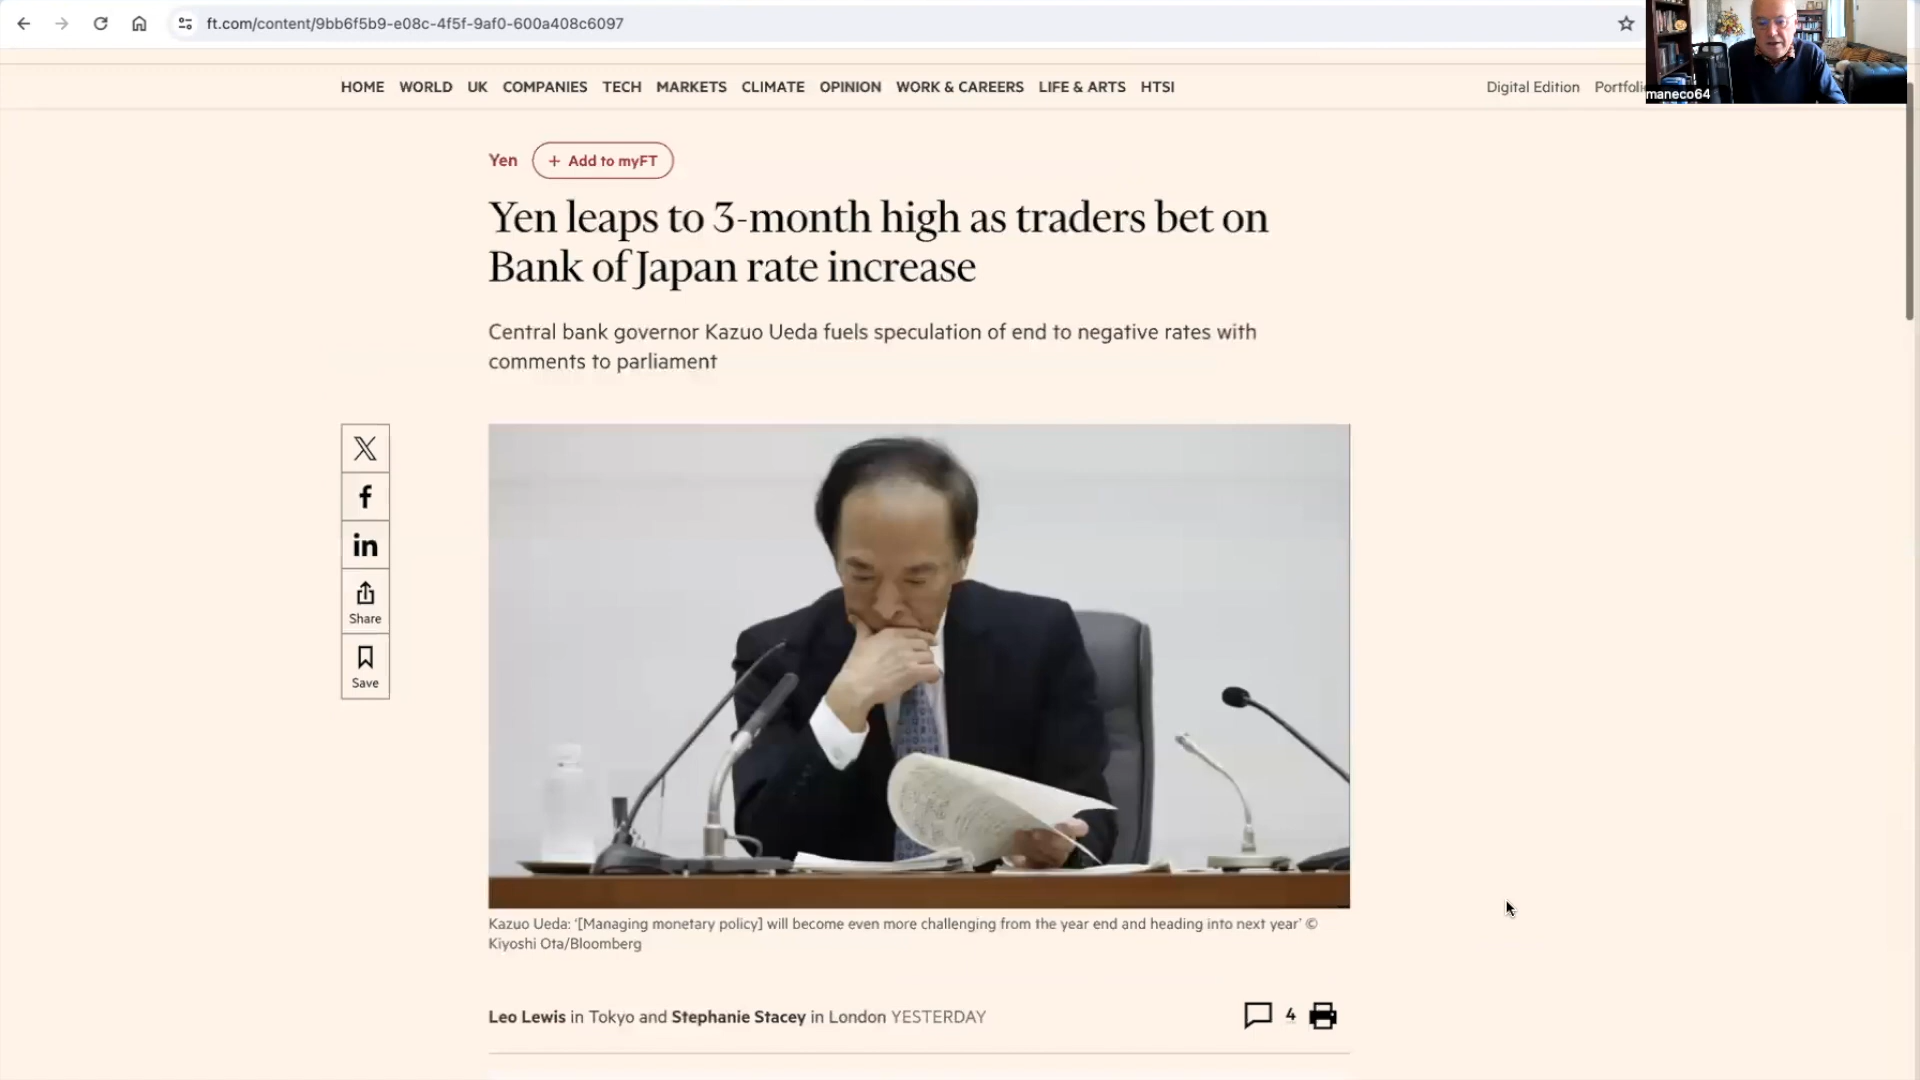 ft.com/content/9bb6f5b9-e08c-4f5f-9af0-600a408c6097
maneco64
HOME WORLD UK COMPANIES TECH MARKETS CLIMATE OPINION WORK & CAREERS LIFE & ARTS HTSI Digital Edition
Yen + Add to myFT
Yen leaps to 3-month high as traders bet on
Bank of Japan rate increase
Central bank governor Kazuo Ueda fuels speculation of end to negative rates with
comments to parliament
Share
Save
Kazuo Ueda: ‘[Managing monetary policy] will become even more challenging from the year end and heading into next year’ ©
Kiyoshi Ota/Bloomberg
Leo Lewis in Tokyo and Stephanie Stacey in London YESTERDAY
4